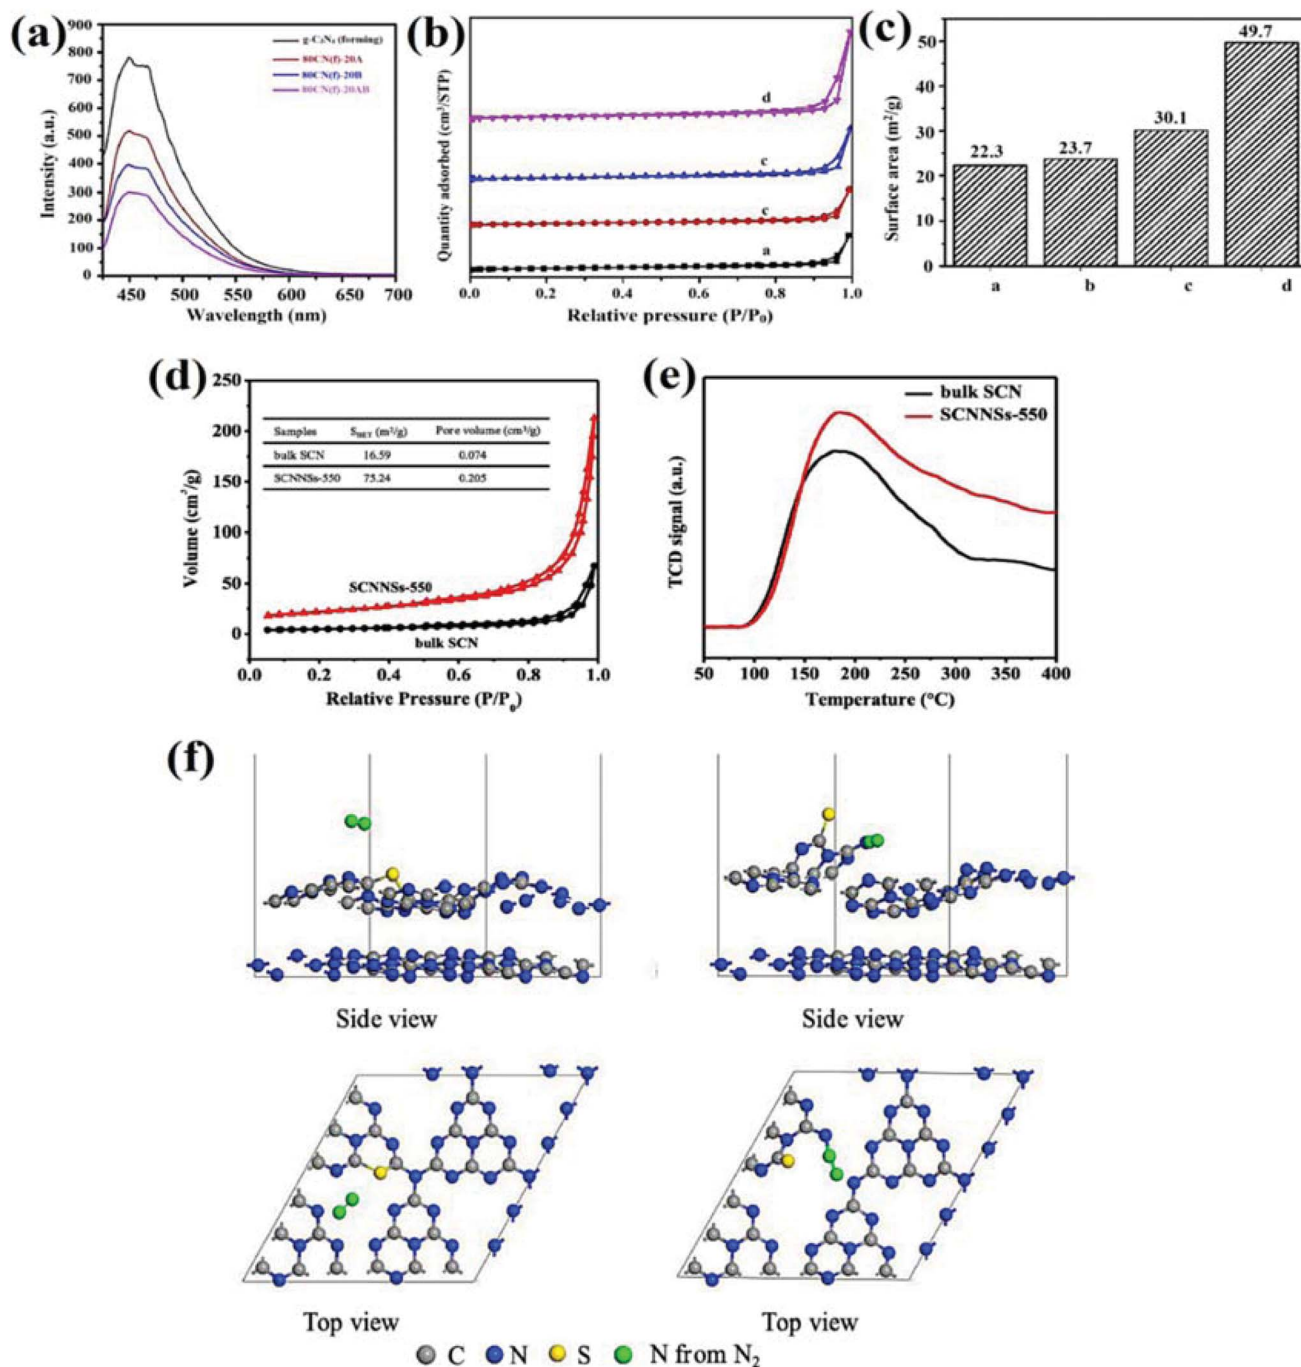 (a)
900
800
700
600
500
400
300
200
100
0
Intensity (a.u.)
g-C₃N₄ (forming)
80CN(f)-20A
80CN(f)-20B
80CN(f)-20AB
450 500 550 600 650 700
Wavelength (nm)
(b)
Quantity adsorbed (cm³/STP)
d
c
c
a
0.0 0.2 0.4 0.6 0.8 1.0
Relative pressure (P/P₀)
(c)
50
40
30
20
10
0
Surface area (m²/g)
22.3 23.7 30.1 49.7
a b c d
(d)
250
200
150
100
50
0
Volume (cm³/g)
Samples S_BET (m²/g) Pore volume (cm³/g)
bulk SCN 16.59 0.074
SCNNSs-550 75.24 0.205
SCNNSs-550
bulk SCN
0.0 0.2 0.4 0.6 0.8 1.0
Relative Pressure (P/P₀)
(e)
bulk SCN
SCNNSs-550
TCD signal (a.u.)
50 100 150 200 250 300 350 400
Temperature (°C)
(f)
Side view Side view
Top view Top view
C N S N from N₂